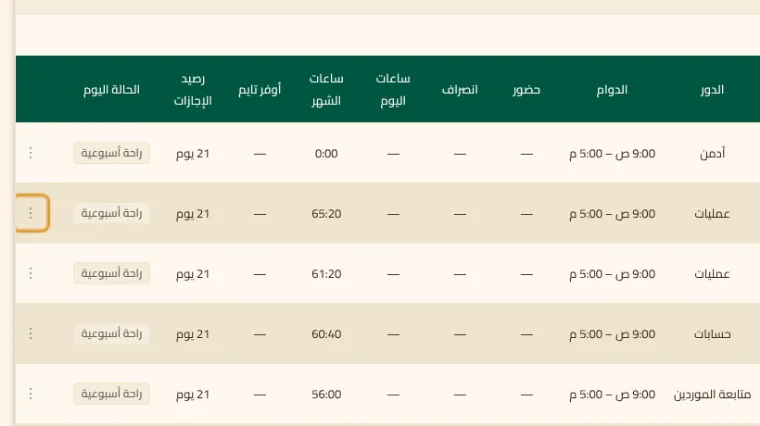 الدور الدوام حضور انصراف ساعات اليوم ساعات الشهر أوفر تايم رصيد الإجازات الحالة اليوم
أدمن 9:00 ص – 5:00 م — — — 0:00 — 21 يوم راحة أسبوعية ⋮
عمليات 9:00 ص – 5:00 م — — — 65:20 — 21 يوم راحة أسبوعية ⋮
عمليات 9:00 ص – 5:00 م — — — 61:20 — 21 يوم راحة أسبوعية ⋮
حسابات 9:00 ص – 5:00 م — — — 60:40 — 21 يوم راحة أسبوعية ⋮
متابعة الموردين 9:00 ص – 5:00 م — — — 56:00 — 21 يوم راحة أسبوعية ⋮